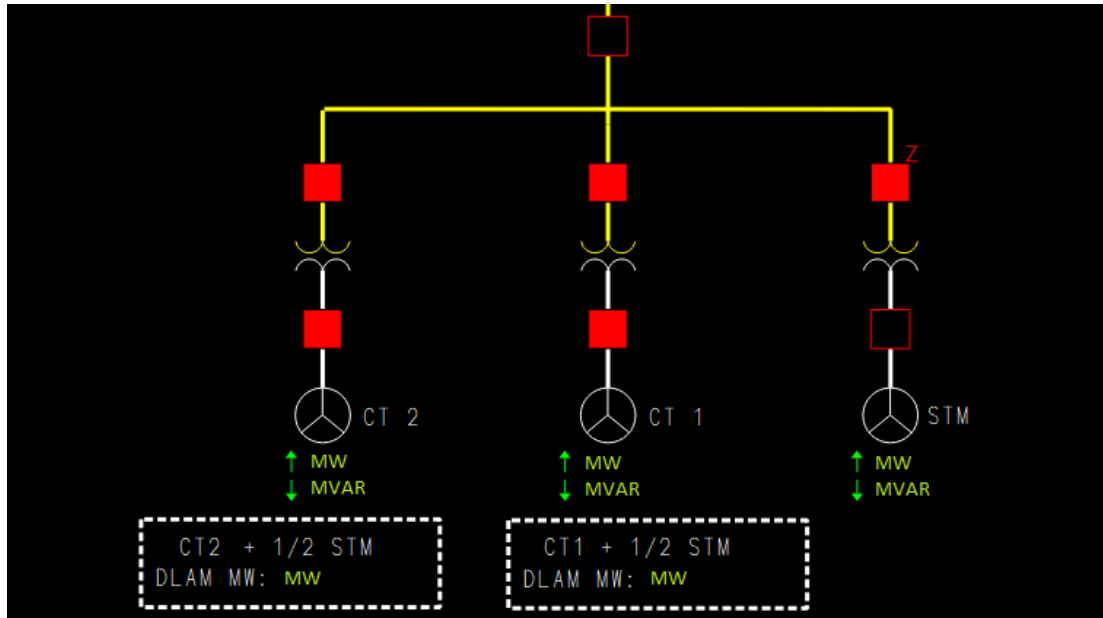 Z
CT 2
CT 1
STM
MW
MVAR
MW
MVAR
MW
MVAR
CT2 + 1/2 STM
DLAM MW: MW
CT1 + 1/2 STM
DLAM MW: MW